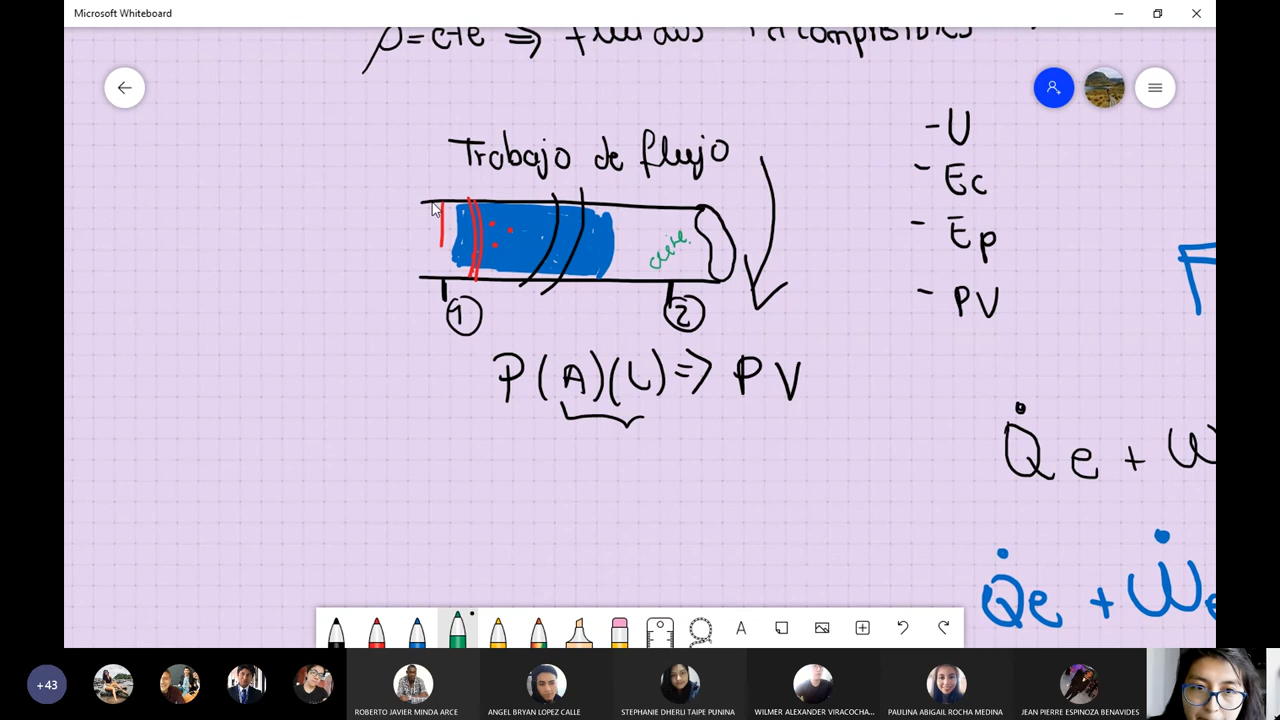 Microsoft Whiteboard
ρ = cte ⇒ fluidos incompresibles
Trabajo de flujo
- U
- Ec
- Ep
- PV
1
2
P(A)(L) => PV
Q̇e + W
Q̇e + Ẇe
A
+43
ROBERTO JAVIER MINDA ARCE
ANGEL BRYAN LOPEZ CALLE
STEPHANIE DHERLI TAIPE PUNINA
WILMER ALEXANDER VIRACOCHA...
PAULINA ABIGAIL ROCHA MEDINA
JEAN PIERRE ESPINOZA BENAVIDES